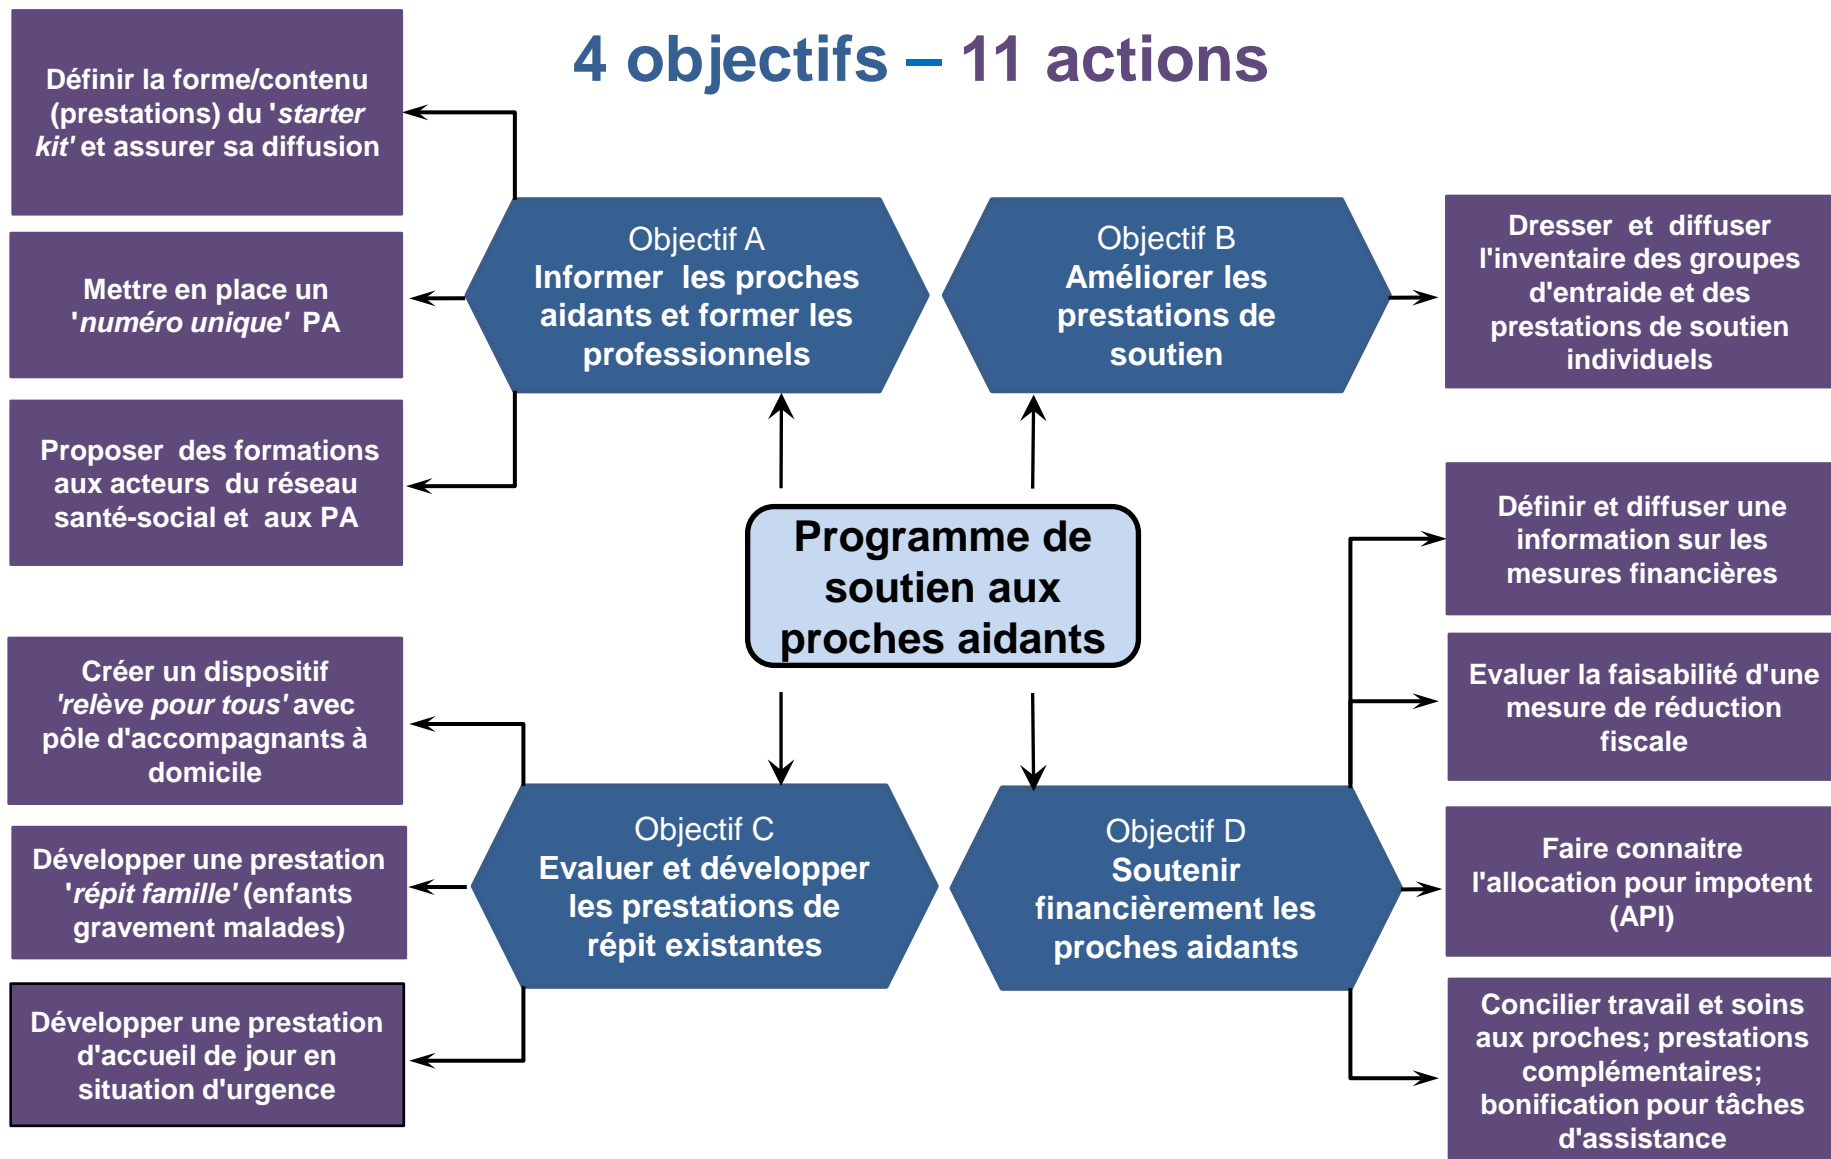 4 objectifs – 11 actions
Définir la forme/contenu
(prestations) du 'starter
kit' et assurer sa diffusion
Mettre en place un
'numéro unique' PA
Proposer des formations
aux acteurs du réseau
santé-social et aux PA
Objectif A
Informer les proches
aidants et former les
professionnels
Objectif B
Améliorer les
prestations de
soutien
Dresser et diffuser
l'inventaire des groupes
d'entraide et des
prestations de soutien
individuels
Programme de
soutien aux
proches aidants
Créer un dispositif
'relève pour tous' avec
pôle d'accompagnants à
domicile
Développer une prestation
'répit famille' (enfants
gravement malades)
Développer une prestation
d'accueil de jour en
situation d'urgence
Objectif C
Evaluer et développer
les prestations de
répit existantes
Objectif D
Soutenir
financièrement les
proches aidants
Définir et diffuser une
information sur les
mesures financières
Evaluer la faisabilité d'une
mesure de réduction
fiscale
Faire connaitre
l'allocation pour impotent
(API)
Concilier travail et soins
aux proches; prestations
complémentaires;
bonification pour tâches
d'assistance